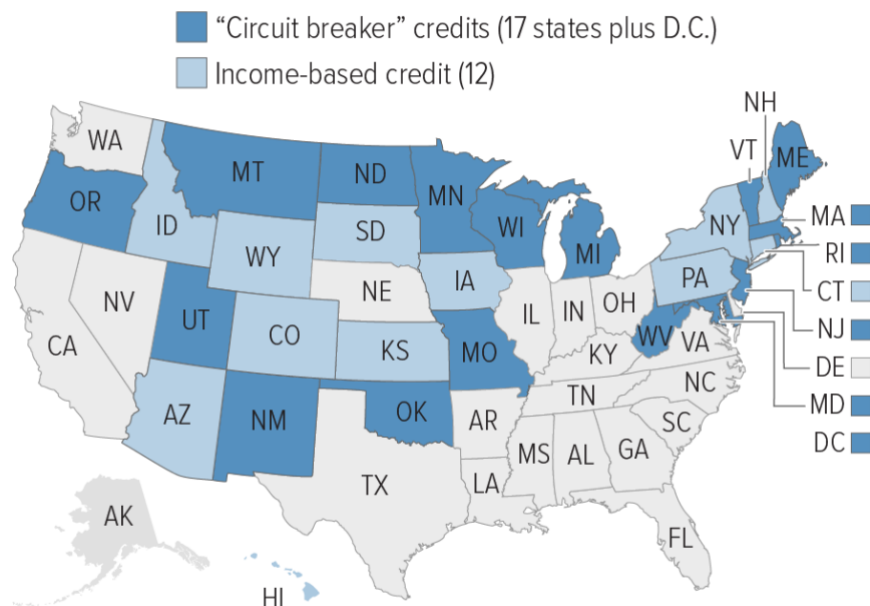 “Circuit breaker” credits (17 states plus D.C.)
Income-based credit (12)
NH
WA
VT
ME
MT
ND
MN
OR
ID
SD
WI
MI
NY
MA
WY
RI
IA
PA
CT
NV
NE
IL
IN
OH
NJ
UT
CO
CA
KS
MO
WV
VA
KY
DE
NC
MD
TN
AZ
NM
OK
AR
SC
DC
MS
AL
GA
TX
LA
AK
FL
HI